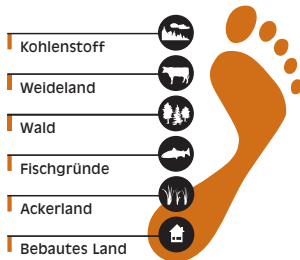 Kohlenstoff
Weideland
Wald
Fischgründe
Ackerland
Bebautes Land